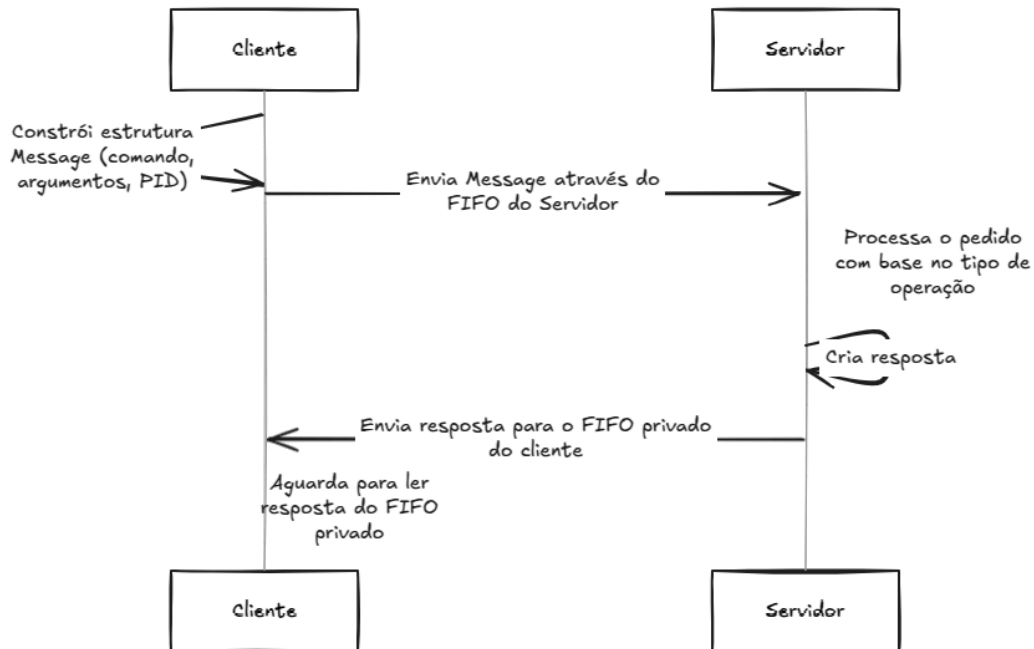 Cliente
Servidor
Constrói estrutura
Message (comando,
argumentos, PID)
Envia Message através do
FIFO do Servidor
Processa o pedido
com base no tipo de
operação
Cria resposta
Envia resposta para o FIFO privado
do cliente
Aguarda para ler
resposta do FIFO
privado
Cliente
Servidor